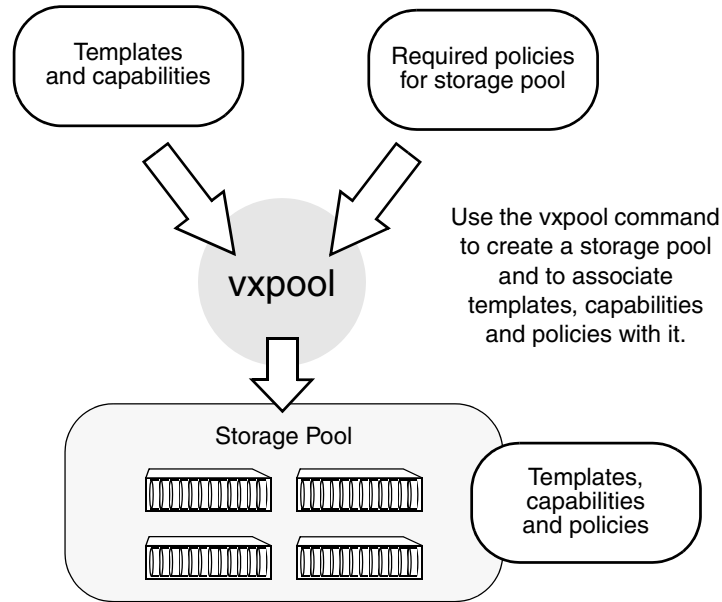 Templates
and capabilities
Required policies
for storage pool
Use the vxpool command
to create a storage pool
and to associate
templates, capabilities
and policies with it.
vxpool
Storage Pool
Templates,
capabilities
and policies